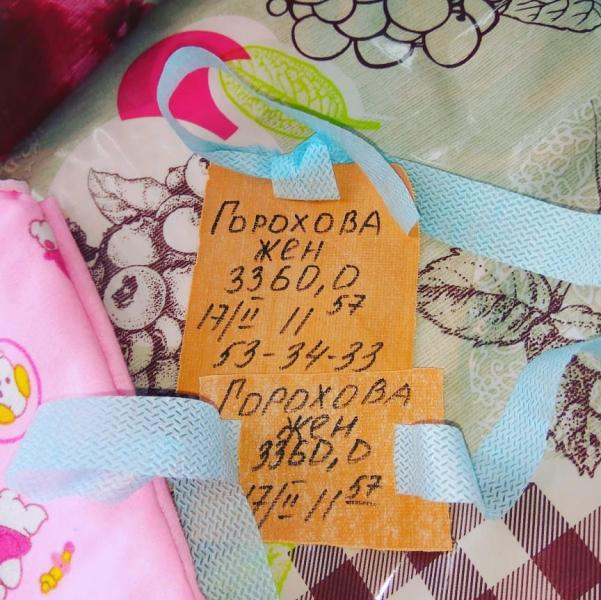 ГОРОХОВА
ЖЕН
3360,0
17/II 11 57
53-34-33
ГОРОХОВА
ЖЕН
3360,0
17/II 11 57